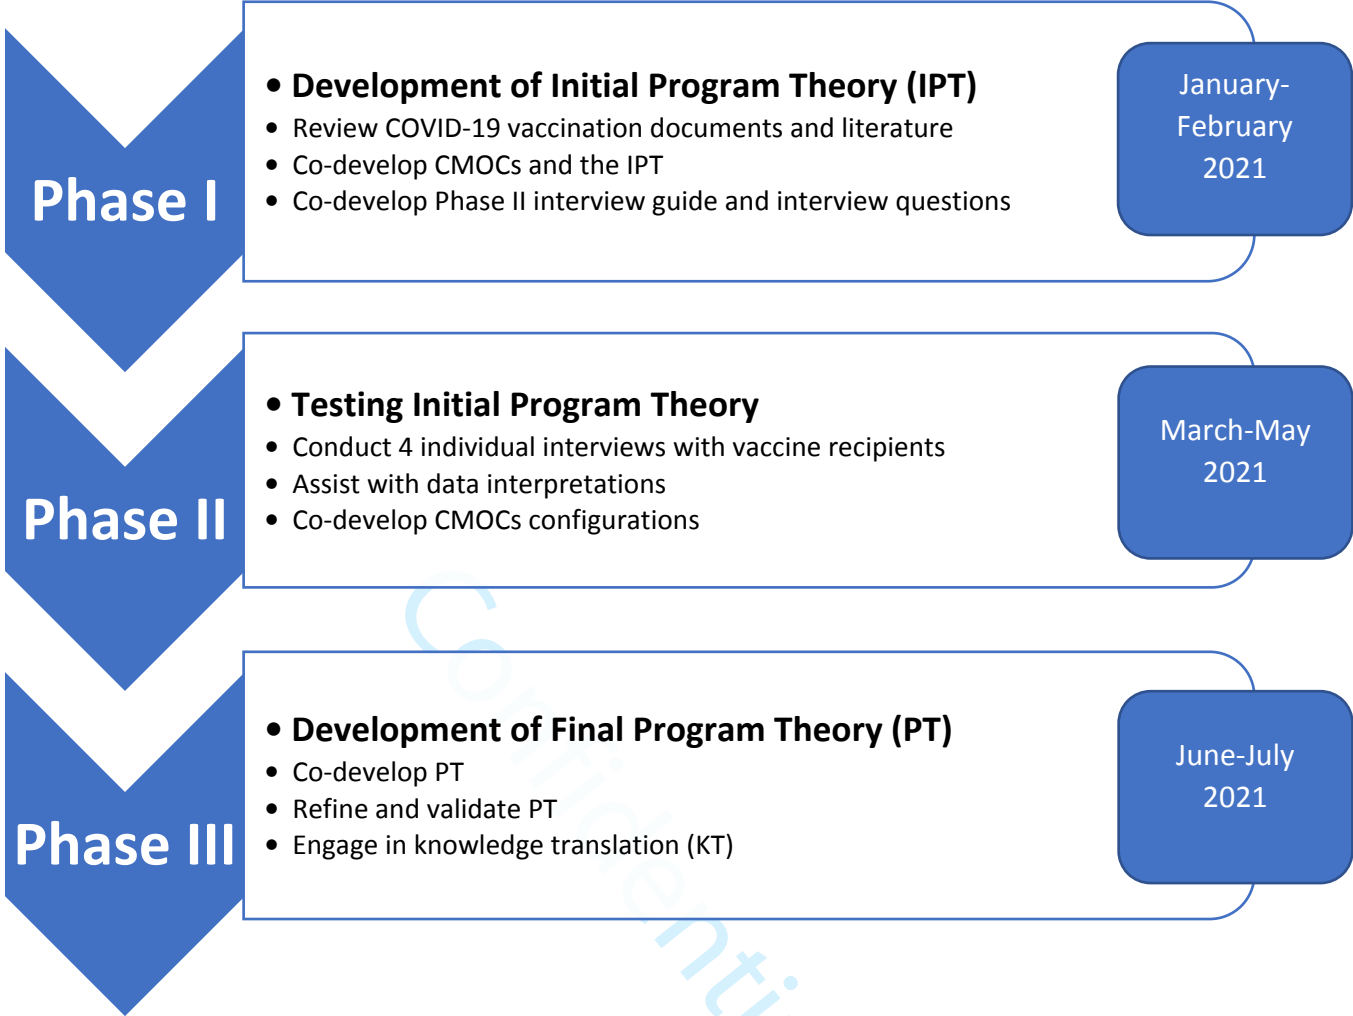 Phase I
• Development of Initial Program Theory (IPT)
• Review COVID-19 vaccination documents and literature
• Co-develop CMOCs and the IPT
• Co-develop Phase II interview guide and interview questions
January-
February
2021
Phase II
• Testing Initial Program Theory
• Conduct 4 individual interviews with vaccine recipients
• Assist with data interpretations
• Co-develop CMOCs configurations
March-May
2021
Phase III
• Development of Final Program Theory (PT)
• Co-develop PT
• Refine and validate PT
• Engage in knowledge translation (KT)
June-July
2021
Confidenti